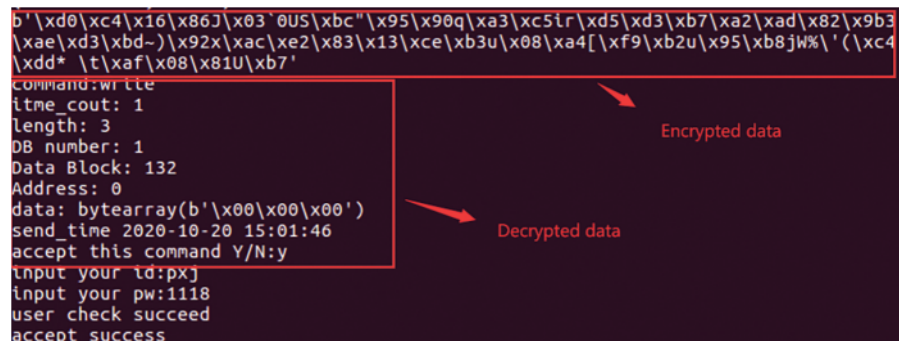 b'\xd0\xc4\x16\x86J\x03`0US\xbc"\x95\x90q\xa3\xc5ir\xd5\xd3\xb7\xa2\xad\x82\x9b3
\xae\xd3\xbd~)\x92x\xac\xe2\x83\x13\xce\xb3u\x08\xa4[\xf9\xb2u\x95\xb8jW%\'(\xc4
\xdd* \t\xaf\x08\x81U\xb7'
command:write
itme_cout: 1
length: 3
Encrypted data
DB number: 1
Data Block: 132
Address: 0
data: bytearray(b'\x00\x00\x00')
send_time 2020-10-20 15:01:46
Decrypted data
accept this command Y/N:y
input your id:pxj
input your pw:1118
user check succeed
accept success